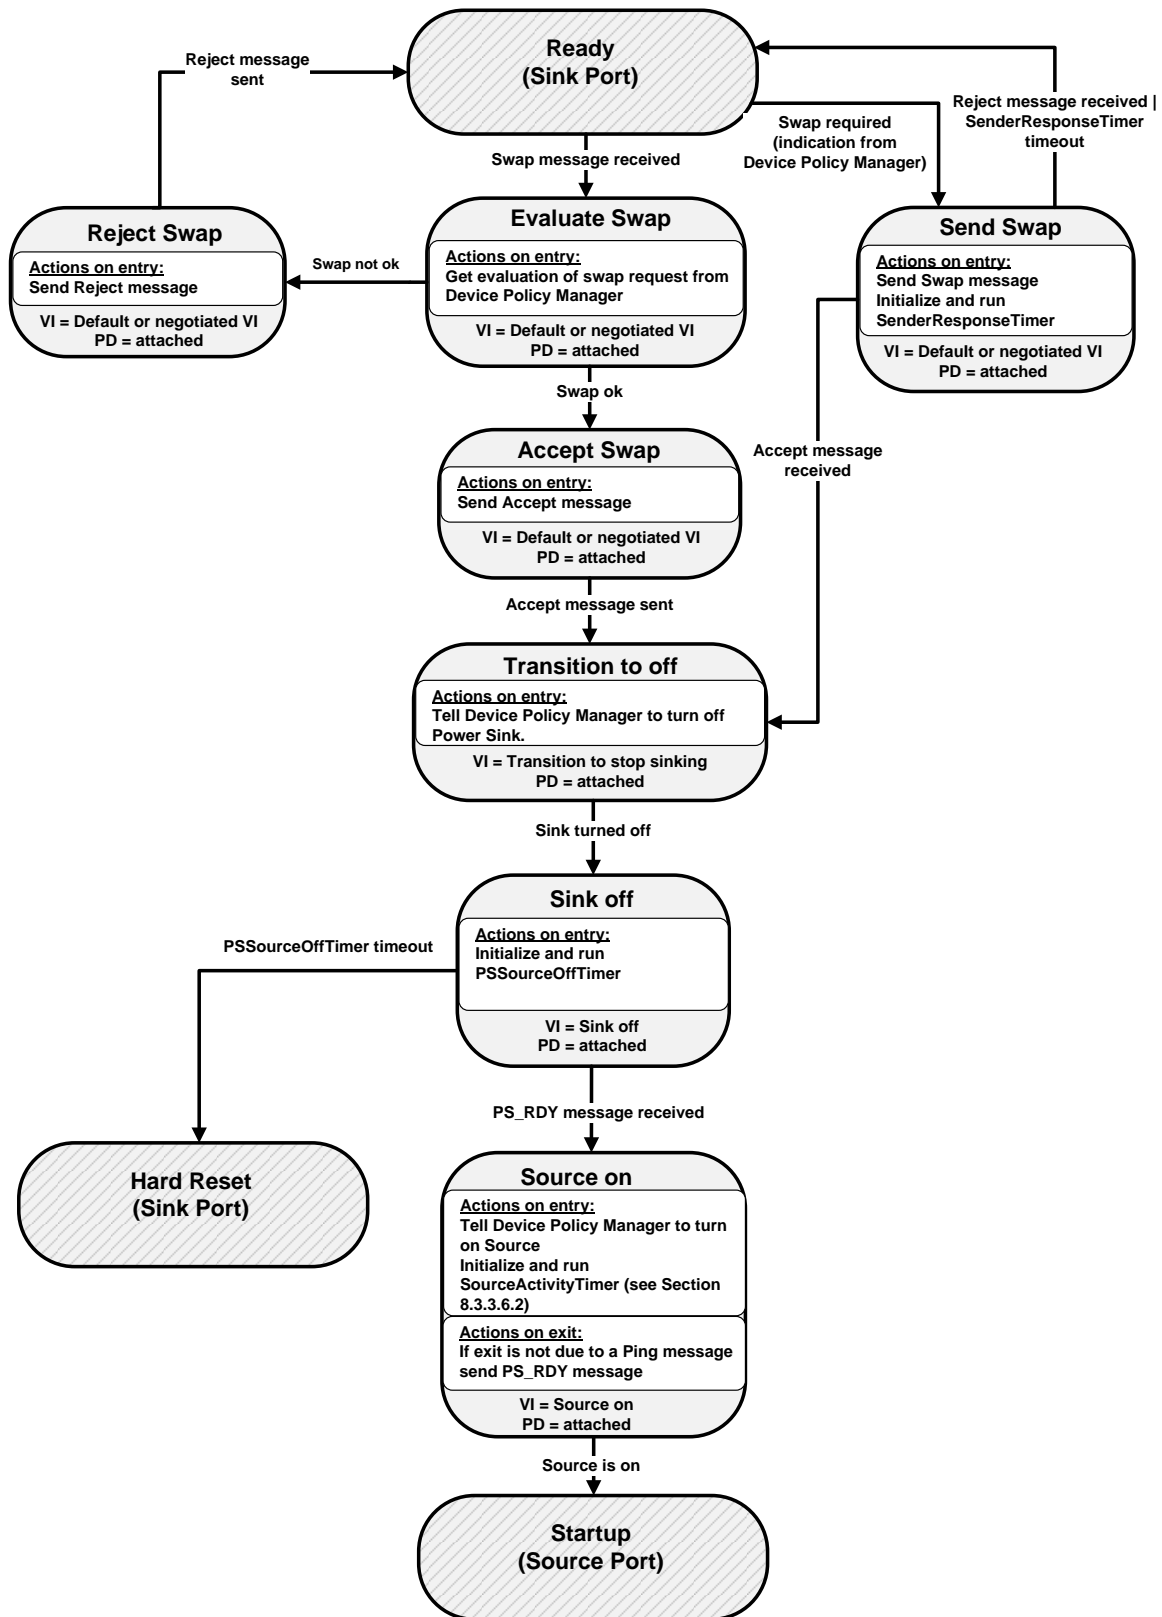 Ready
(Sink Port)
Reject message
sent
Reject message received |
SenderResponseTimer
timeout
Swap required
(indication from
Device Policy Manager)
Swap message received
Reject Swap
Actions on entry:
Send Reject message
VI = Default or negotiated VI
PD = attached
Swap not ok
Evaluate Swap
Actions on entry:
Get evaluation of swap request from
Device Policy Manager
VI = Default or negotiated VI
PD = attached
Send Swap
Actions on entry:
Send Swap message
Initialize and run
SenderResponseTimer
VI = Default or negotiated VI
PD = attached
Swap ok
Accept Swap
Actions on entry:
Send Accept message
VI = Default or negotiated VI
PD = attached
Accept message
received
Accept message sent
Transition to off
Actions on entry:
Tell Device Policy Manager to turn off
Power Sink.
VI = Transition to stop sinking
PD = attached
Sink turned off
Sink off
Actions on entry:
Initialize and run
PSSourceOffTimer
VI = Sink off
PD = attached
PSSourceOffTimer timeout
PS_RDY message received
Hard Reset
(Sink Port)
Source on
Actions on entry:
Tell Device Policy Manager to turn
on Source
Initialize and run
SourceActivityTimer (see Section
8.3.3.6.2)
Actions on exit:
If exit is not due to a Ping message
send PS_RDY message
VI = Source on
PD = attached
Source is on
Startup
(Source Port)